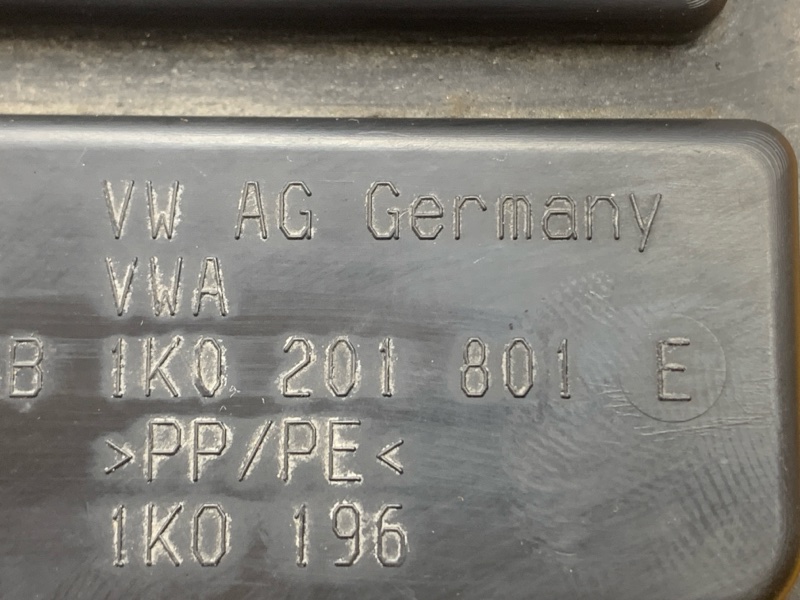 VW AG Germany
VWA
B 1K0 201 801 E
>PP/PE<
1K0 196